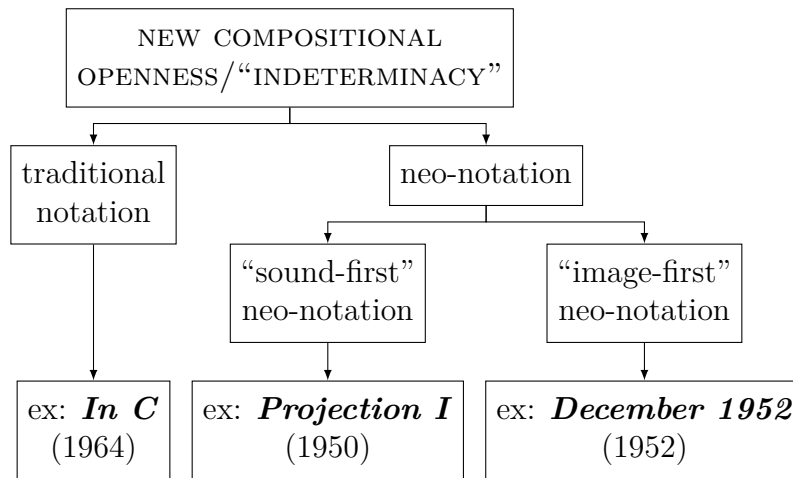 NEW COMPOSITIONAL
OPENNESS/“INDETERMINACY”
traditional
notation
neo-notation
“sound-first”
neo-notation
“image-first”
neo-notation
ex: In C
(1964)
ex: Projection I
(1950)
ex: December 1952
(1952)